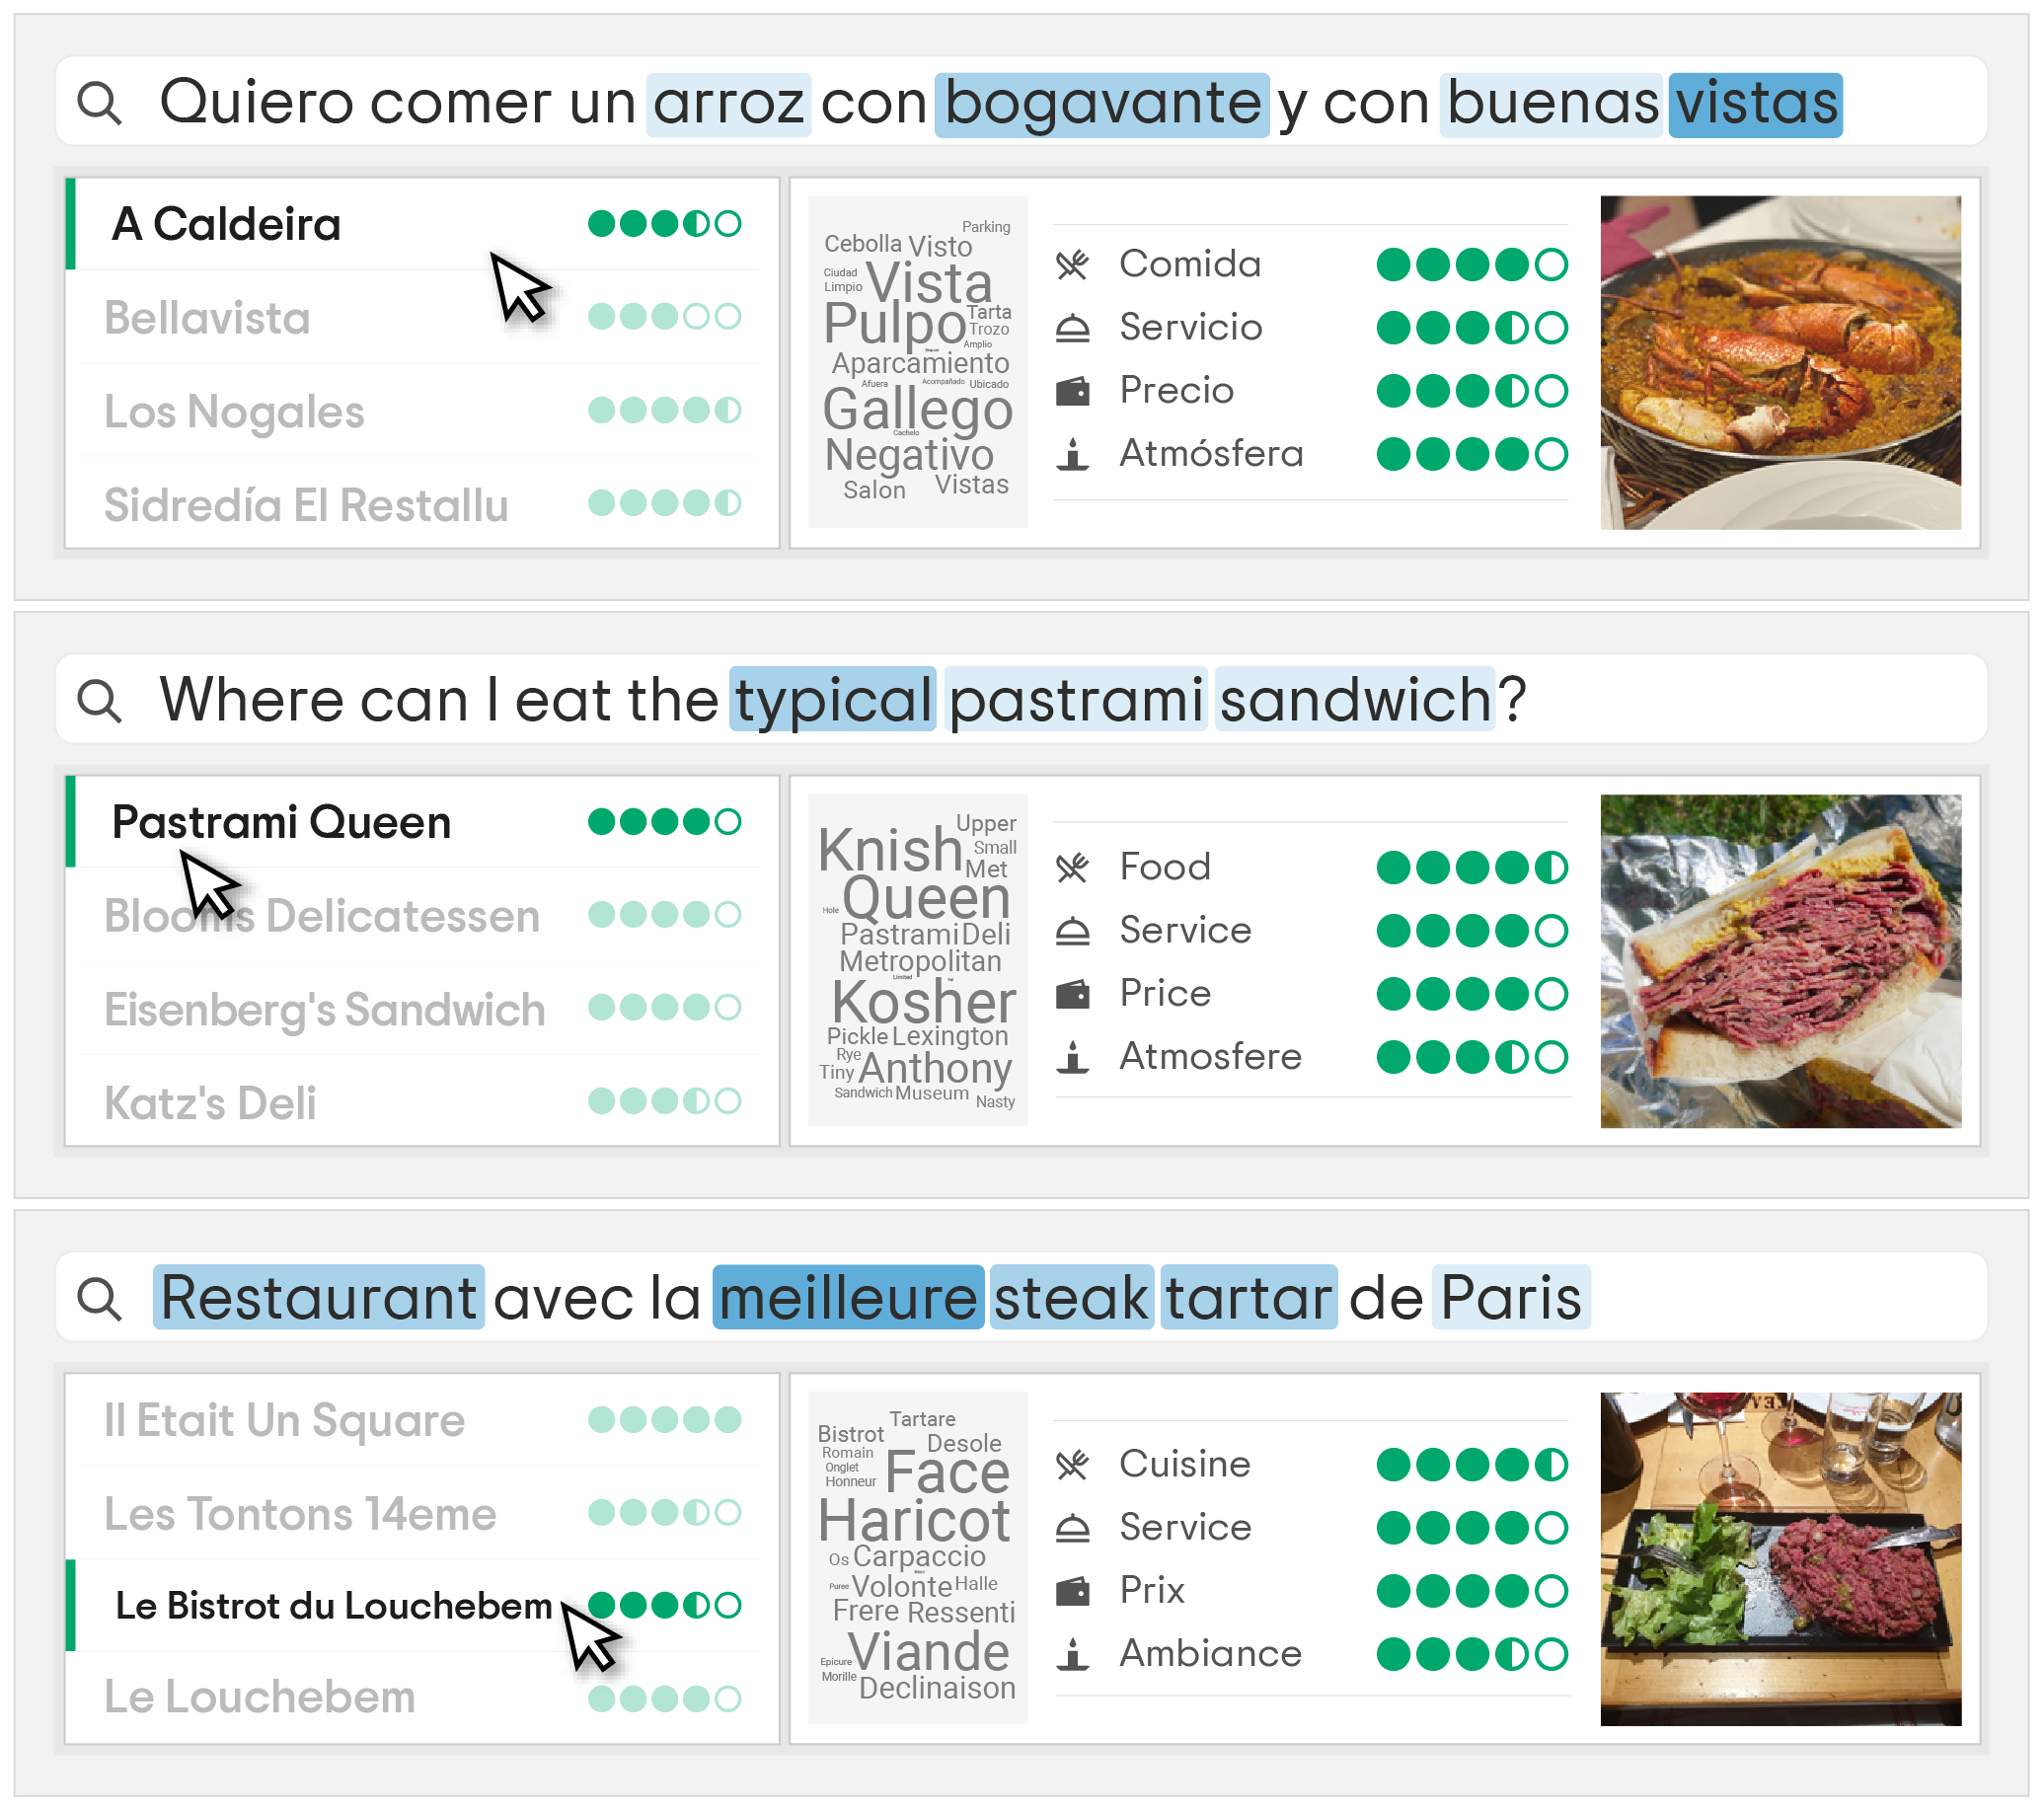 Quiero comer un arroz con bogavante y con buenas vistas
A Caldeira
Bellavista
Los Nogales
Sidredía El Restallu
Parking
Cebolla Visto
Ciudad
Limpio
Vista
Pulpo
Tarta
Trozo
Amplio
Aparcamiento
Afuera Acompañado Ubicado
Gallego
Cachelo
Negativo
Salon Vistas
Comida
Servicio
Precio
Atmósfera
Where can I eat the typical pastrami sandwich?
Pastrami Queen
Blooms Delicatessen
Eisenberg's Sandwich
Katz's Deli
Upper
Knish
Small
Met
Hole
Queen
Pastrami Deli
Metropolitan
Limited
Kosher
Pickle Lexington
Rye
Tiny
Anthony
Sandwich Museum
Nasty
Food
Service
Price
Atmosfere
Restaurant avec la meilleure steak tartar de Paris
Il Etait Un Square
Les Tontons 14eme
Le Bistrot du Louchebem
Le Louchebem
Tartare
Bistrot
Desole
Romain
Onglet
Honneur
Face
Haricot
Os Carpaccio
Puree Volonte Halle
Frere Ressenti
Viande
Epicure
Morille
Declinaison
Cuisine
Service
Prix
Ambiance